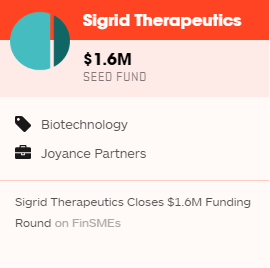 Sigrid Therapeutics
$1.6M
SEED FUND
Biotechnology
Joyance Partners
Sigrid Therapeutics Closes $1.6M Funding
Round on FinSMEs